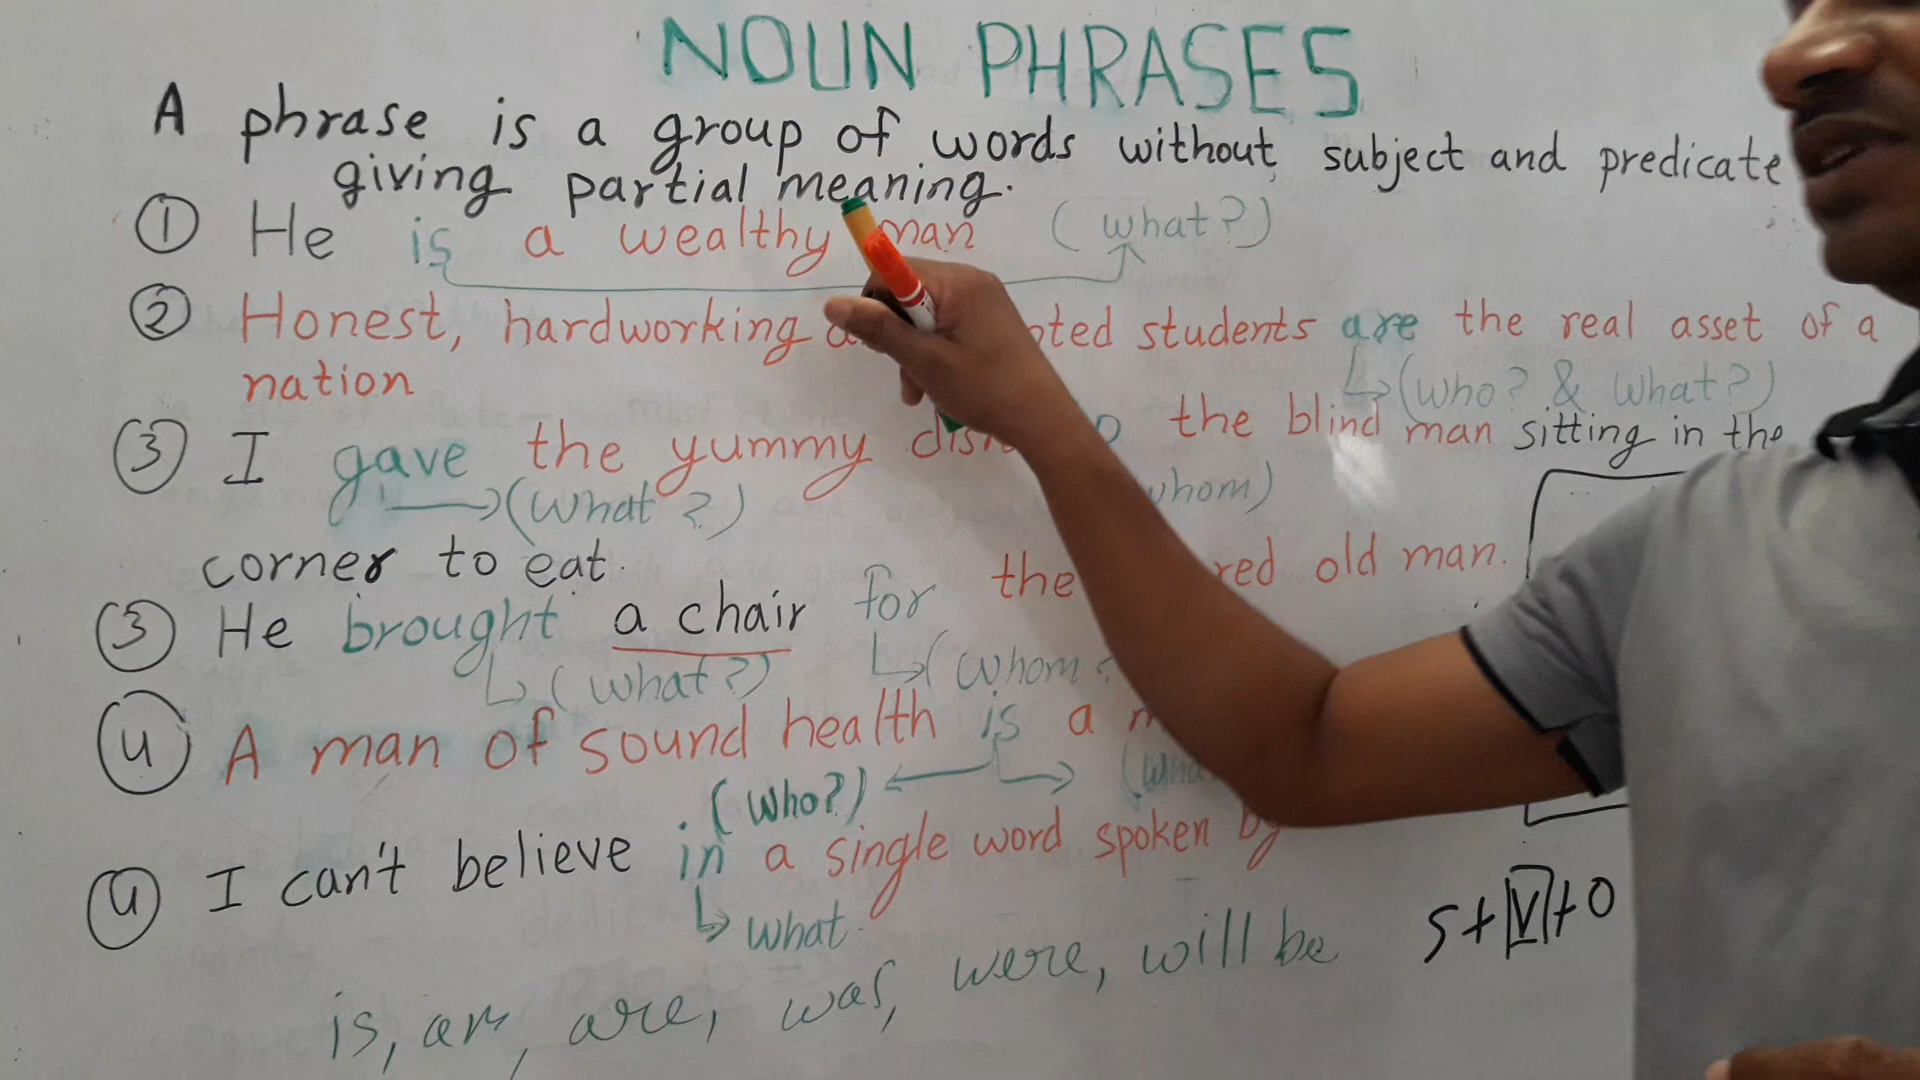 NOUN PHRASES
A phrase is a group of words without subject and predicate
giving partial meaning.
① He is a wealthy man (what?)
② Honest, hardworking students are the real asset of a
nation (who? & what?)
③ I gave the yummy the blind man sitting in the
(what?) whom)
corner to eat.
③ He brought a chair for the old man.
(what?) (whom?
④ A man of sound health is a
(who?)
④ I can't believe in a single word spoken by
what
S+V+O
is, am, are, was, were, will be